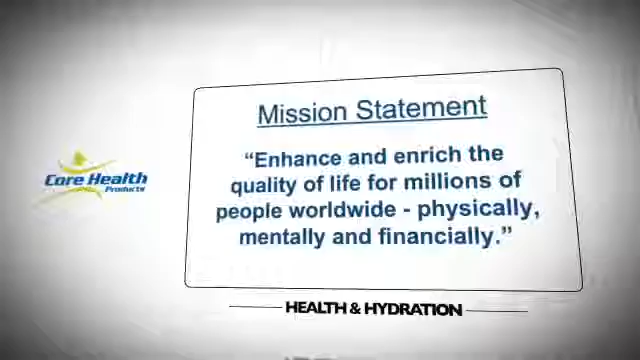 Mission Statement
“Enhance and enrich the
quality of life for millions of
people worldwide - physically,
mentally and financially.”
Core Health
Products
HEALTH & HYDRATION